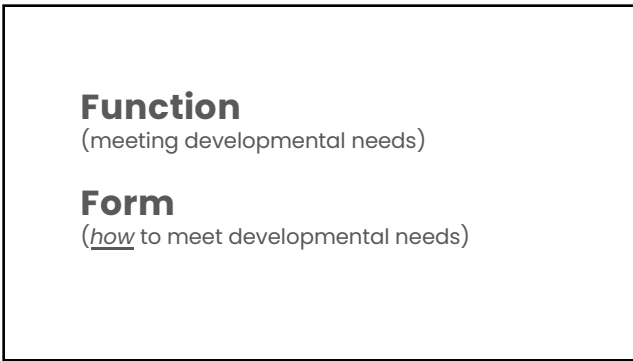 Function
(meeting developmental needs)
Form
(how to meet developmental needs)